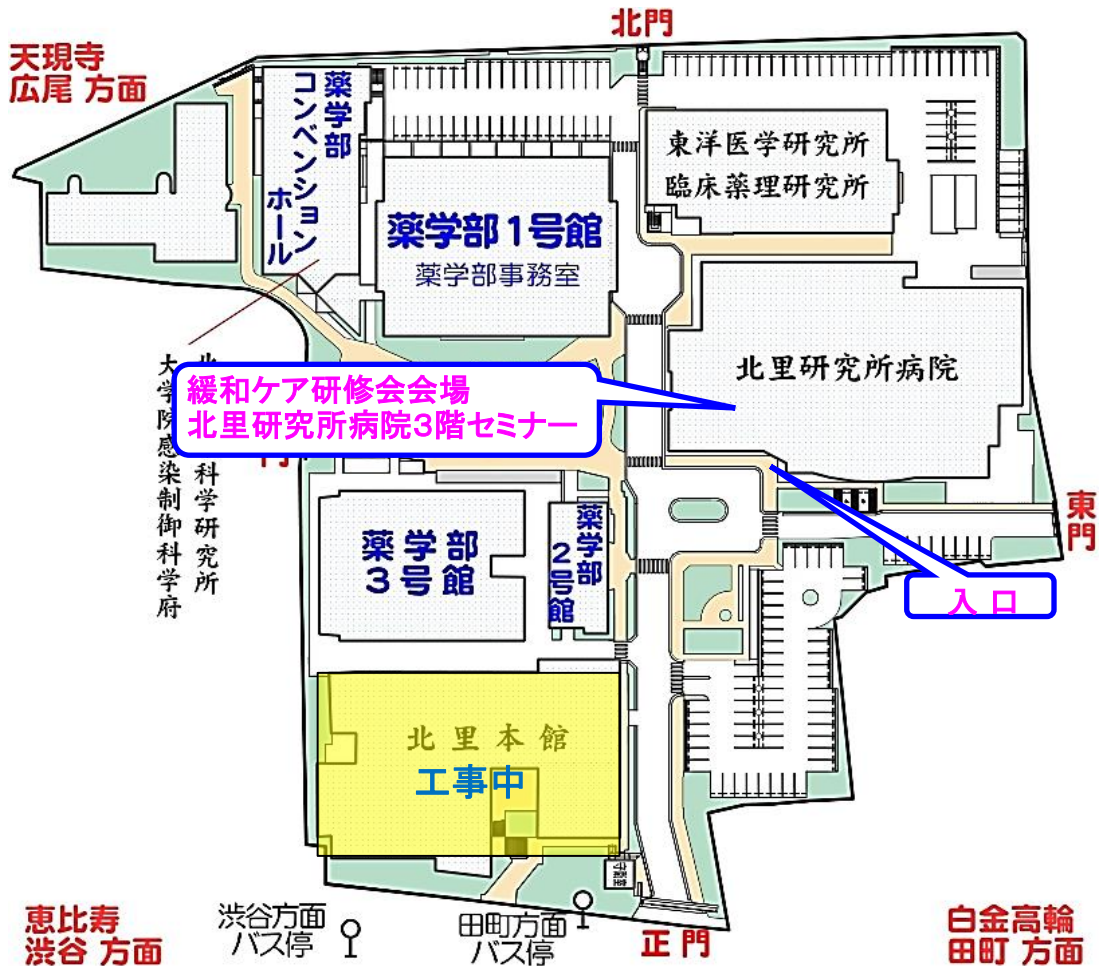 北門
天現寺
広尾 方面
薬学部
コンベンション
ホール
東洋医学研究所
臨床薬理研究所
薬学部1号館
薬学部事務室
北里研究所病院
緩和ケア研修会会場
北里研究所病院3階セミナー
北
科学研究所
大学院感染制御科学府
門
東門
薬学部
3号館
薬学部
2号館
入口
北里本館
工事中
守衛室
恵比寿
渋谷 方面
渋谷方面
バス停
田町方面
バス停
正門
白金高輪
田町 方面